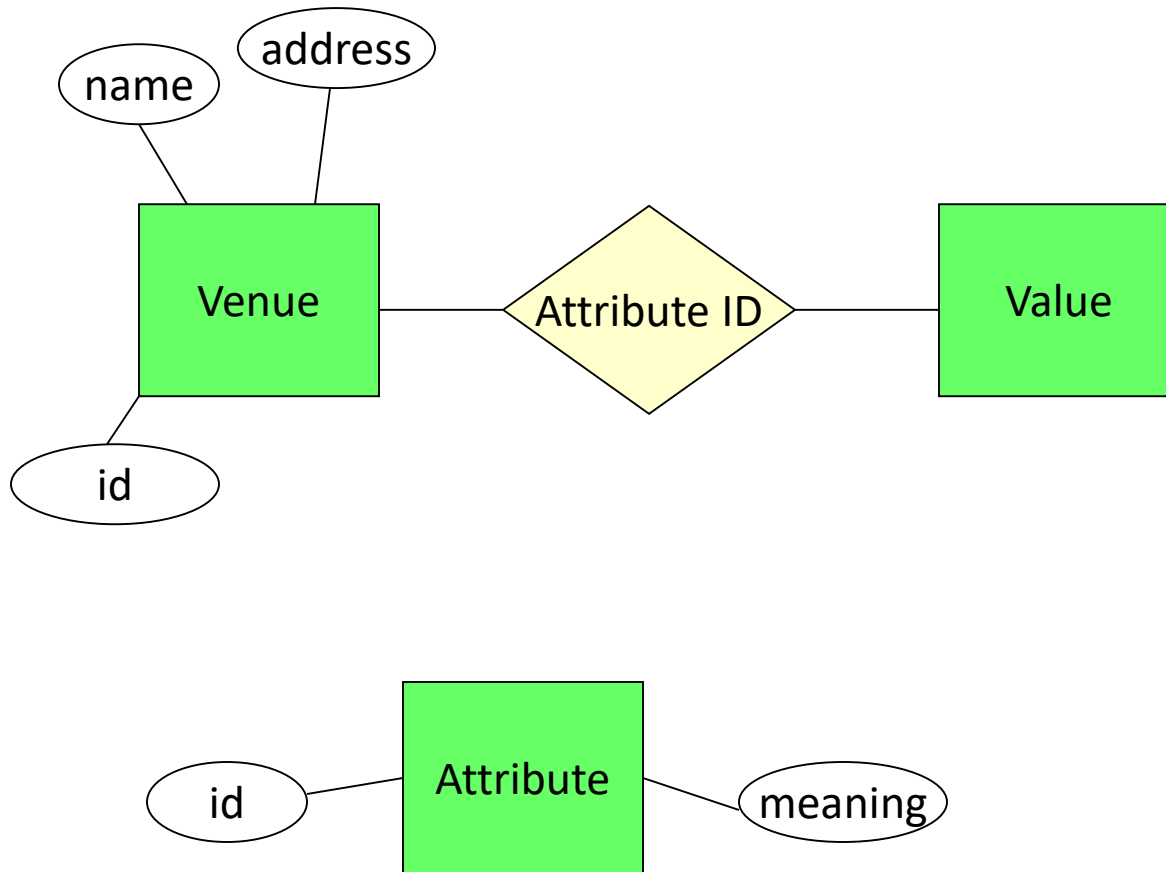 address
name
Venue
Attribute ID
Value
id
Attribute
id
meaning